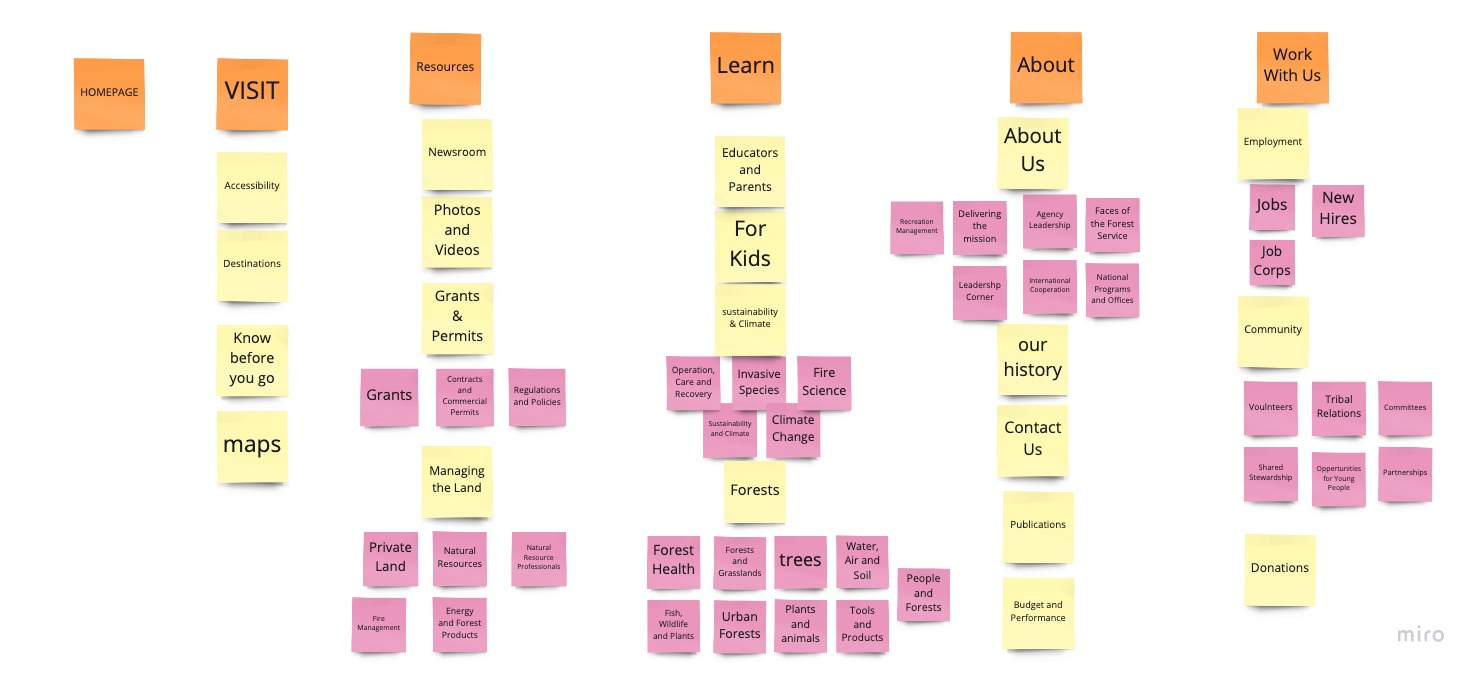 HOMEPAGE
VISIT
Accessibility
Destinations
Know
before
you go
maps
Resources
Newsroom
Photos
and
Videos
Grants
&
Permits
Grants
Contracts
and
Commercial
Permits
Regulations
and Policies
Managing
the Land
Private
Land
Natural
Resources
Natural
Resource
Professionals
Fire
Management
Energy
and Forest
Products
Learn
Educators
and
Parents
For
Kids
sustainability
& Climate
Operation,
Care and
Recovery
Invasive
Species
Fire
Science
Sustainability
and Climate
Climate
Change
Forests
Forest
Health
Forests
and
Grasslands
trees
Water,
Air and
Soil
People
and
Forests
Fish,
Wildlife
and Plants
Urban
Forests
Plants
and
animals
Tools
and
Products
About
About
Us
Recreation
Management
Delivering
the
mission
Agency
Leadership
Faces of
the Forest
Service
Leadershp
Corner
International
Cooperation
National
Programs
and Offices
our
history
Contact
Us
Publications
Budget and
Performance
Work
With Us
Employment
Jobs
New
Hires
Job
Corps
Community
Voulnteers
Tribal
Relations
Committees
Shared
Stewardship
Opportunities
for Young
People
Partnerships
Donations
miro